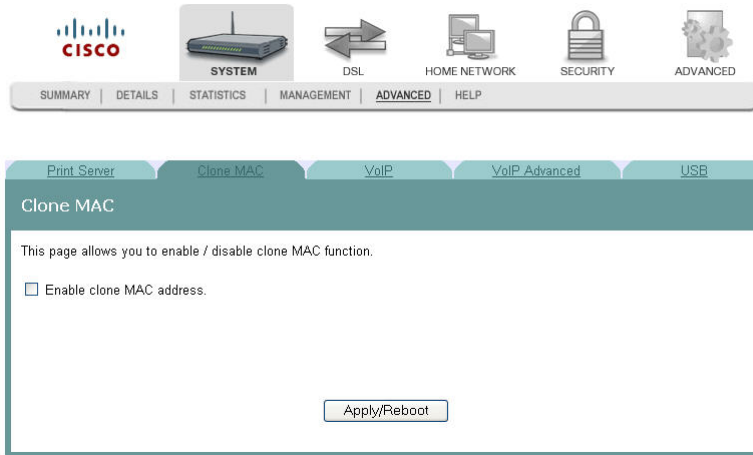 CISCO
SYSTEM
DSL
HOME NETWORK
SECURITY
ADVANCED
SUMMARY | DETAILS | STATISTICS | MANAGEMENT | ADVANCED | HELP
Print Server
Clone MAC
VoIP
VoIP Advanced
USB
Clone MAC
This page allows you to enable / disable clone MAC function.
Enable clone MAC address.
Apply/Reboot